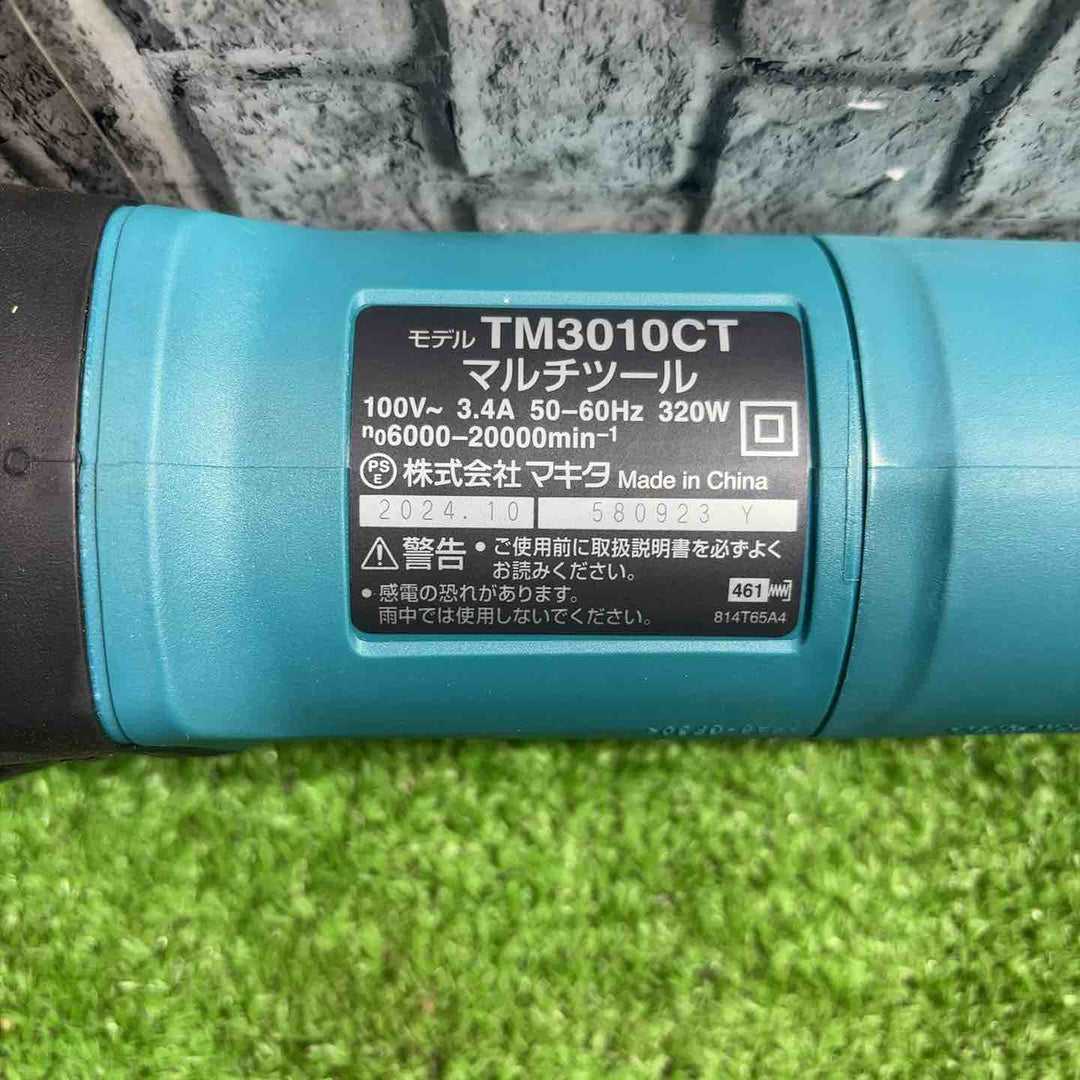 モデル TM3010CT
マルチツール
100V~ 3.4A 50-60Hz 320W
n₀6000-20000min⁻¹
PSE 株式会社 マキタ Made in China
2024.10 580923 Y
⚠警告 • ご使用前に取扱説明書を必ずよく
お読みください。
• 感電の恐れがあります。
雨中では使用しないでください。
461
814T65A4